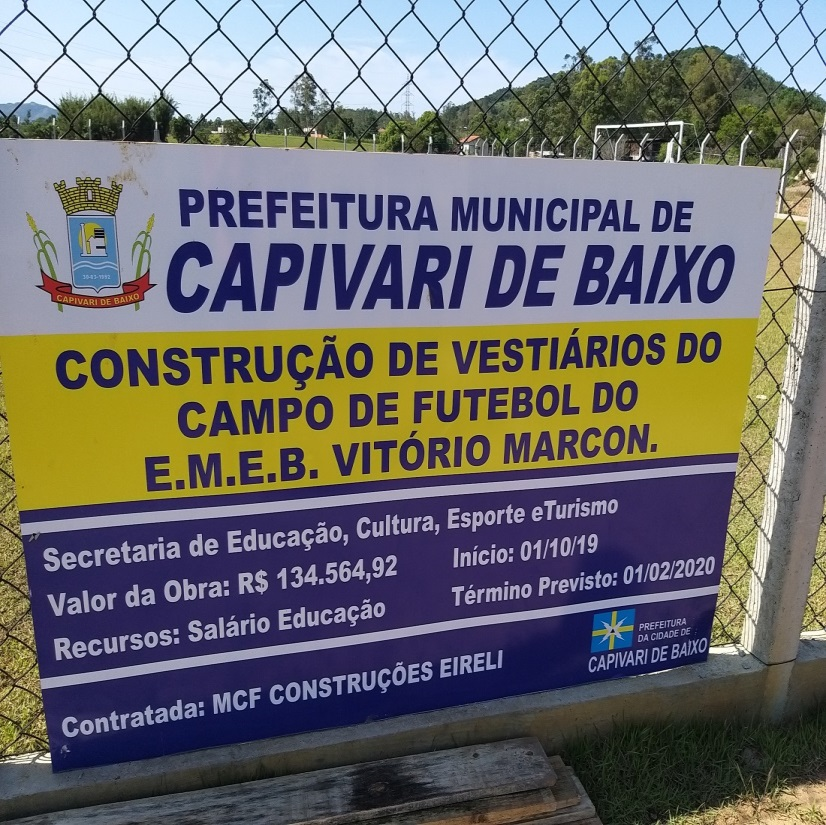 PREFEITURA MUNICIPAL DE
CAPIVARI DE BAIXO
CAPIVARI DE BAIXO
CONSTRUÇÃO DE VESTIÁRIOS DO
CAMPO DE FUTEBOL DO
E.M.E.B. VITÓRIO MARCON.
Secretaria de Educação, Cultura, Esporte eTurismo
Valor da Obra: R$ 134.564,92
Início: 01/10/19
Recursos: Salário Educação
Término Previsto: 01/02/2020
Contratada: MCF CONSTRUÇÕES EIRELI
PREFEITURA
DA CIDADE DE
CAPIVARI DE BAIXO